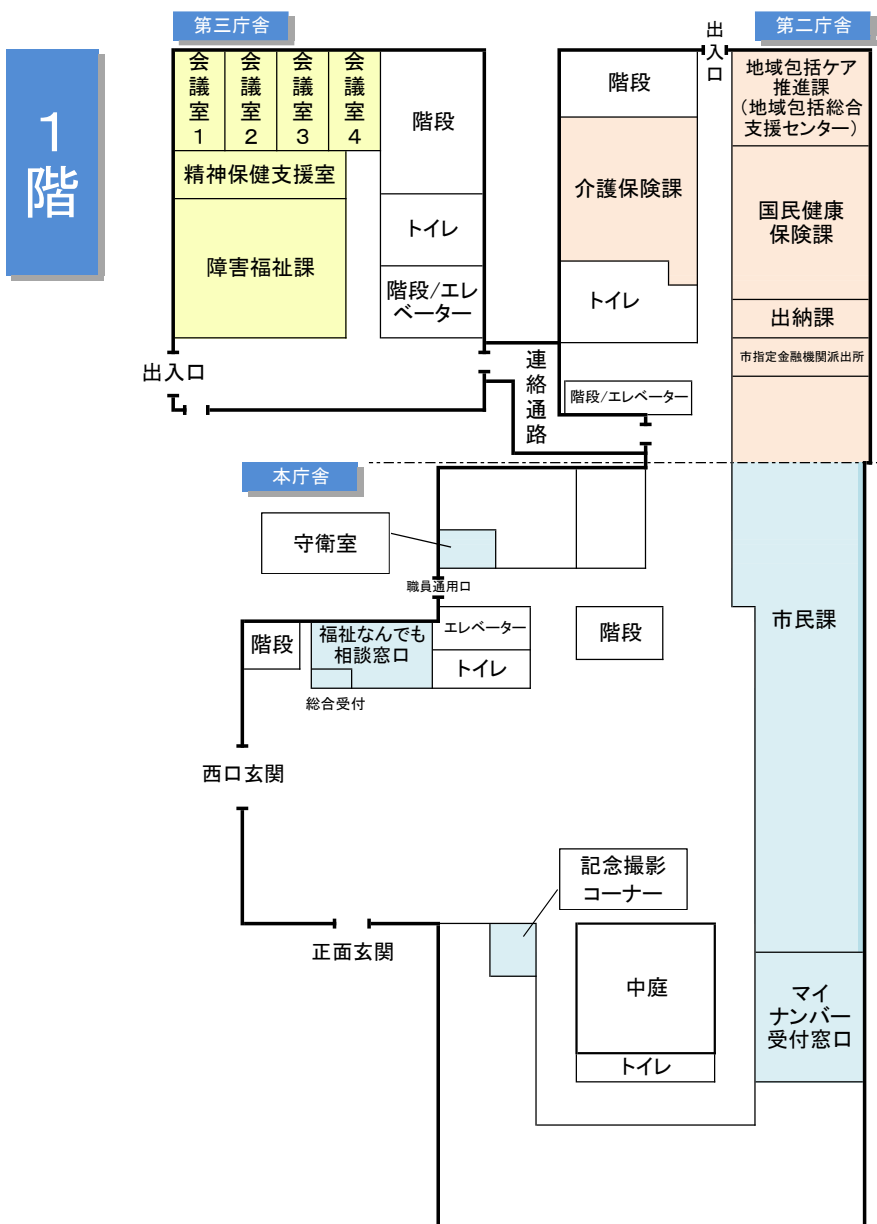 1
階
第三庁舎
会議室1
会議室2
会議室3
会議室4
階段
精神保健支援室
障害福祉課
トイレ
階段/エレ
ベーター
出入口
連絡通路
第二庁舎
出入口
階段
介護保険課
トイレ
階段/エレベーター
地域包括ケア
推進課
(地域包括総合
支援センター)
国民健康
保険課
出納課
市指定金融機関派出所
本庁舎
守衛室
職員通用口
階段
福祉なんでも
相談窓口
総合受付
エレベーター
トイレ
階段
市民課
西口玄関
記念撮影
コーナー
正面玄関
中庭
トイレ
マイ
ナンバー
受付窓口